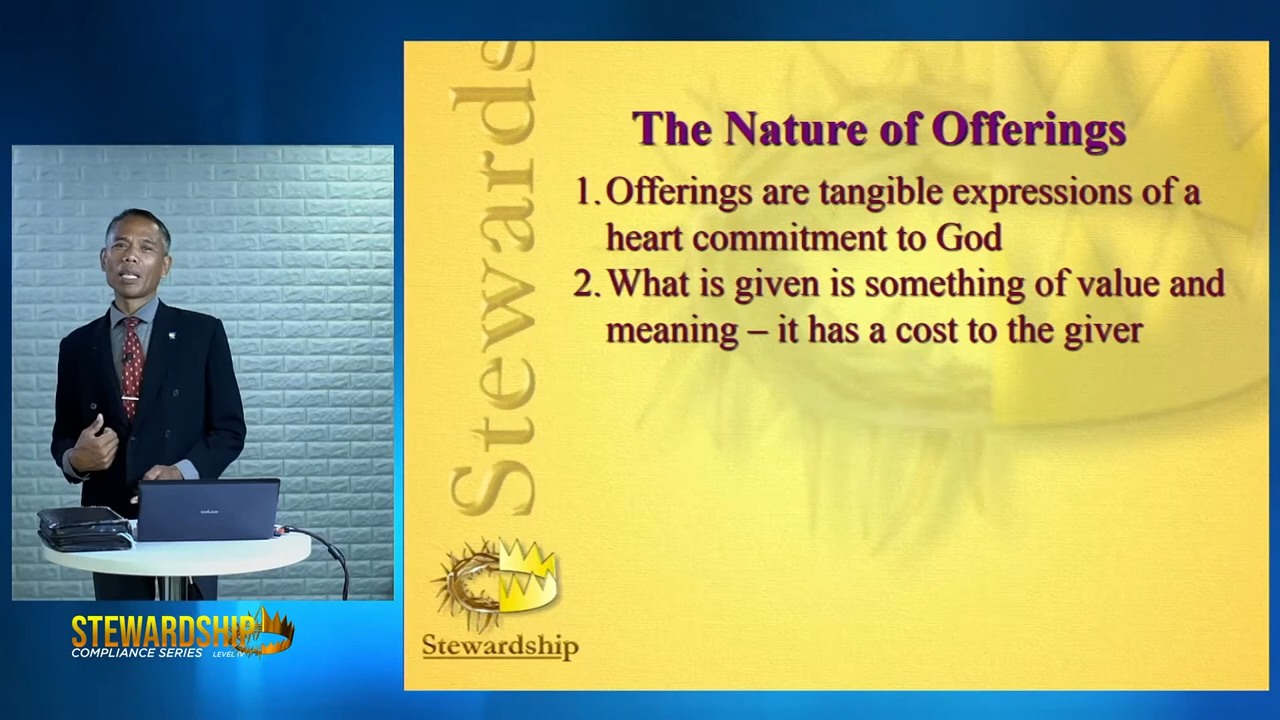 Stewards
The Nature of Offerings
1. Offerings are tangible expressions of a
heart commitment to God
2. What is given is something of value and
meaning – it has a cost to the giver
Stewardship
STEWARDSHIP
COMPLIANCE SERIES LEVEL IV